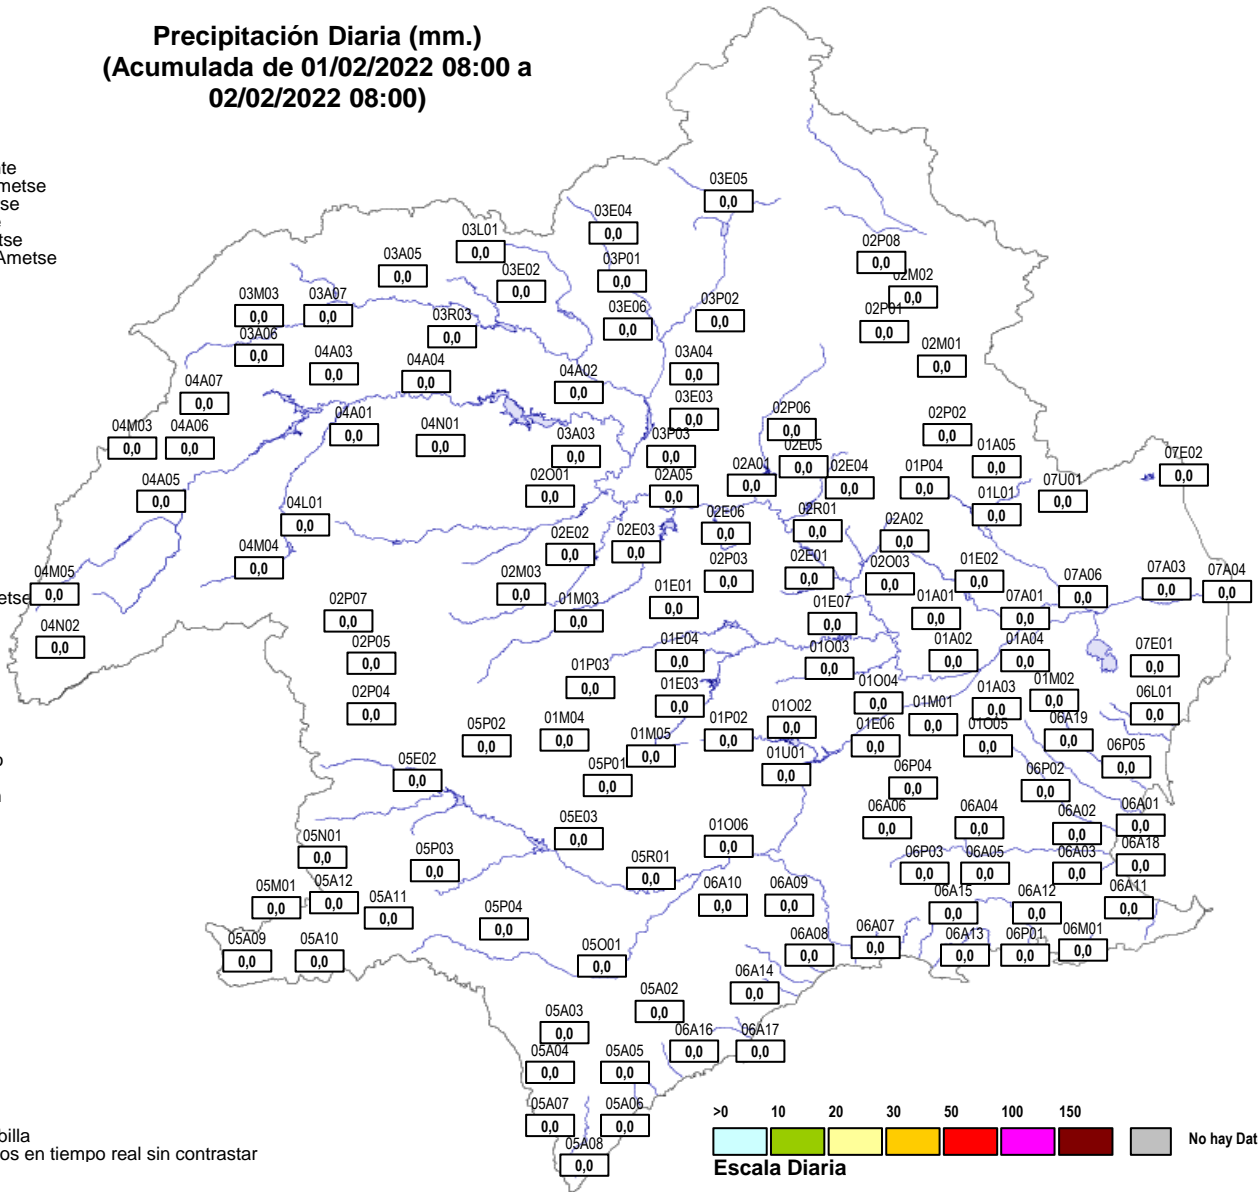 Precipitación Diaria (mm.)
(Acumulada de 01/02/2022 08:00 a
02/02/2022 08:00)
nte
metse
se
e
tse
Ametse
03E05
0,0
03E04
0,0
03L01
0,0
02P08
0,0
03A05
0,0
03P01
0,0
03E02
0,0
02M02
0,0
03M03
0,0
03A07
0,0
03P02
0,0
03E06
0,0
02P01
0,0
03R03
0,0
03A06
0,0
02M01
0,0
04A03
0,0
03A04
0,0
04A04
0,0
04A02
0,0
04A07
0,0
03E03
0,0
02P06
0,0
04A01
0,0
02P02
0,0
04M03
0,0
04A06
0,0
04N01
0,0
03A03
0,0
03P03
0,0
02E05
0,0
01A05
0,0
07E02
0,0
02O01
0,0
02A05
0,0
02A01
0,0
02E04
0,0
01P04
0,0
07U01
0,0
04A05
0,0
01L01
0,0
04L01
0,0
02R01
0,0
02E06
0,0
02A02
0,0
02E02
0,0
02E03
0,0
04M04
0,0
02P03
0,0
02E01
0,0
02O03
0,0
01E02
0,0
07A03
0,0
07A04
0,0
04M05
0,0
etse
02M03
0,0
07A06
0,0
01E01
0,0
02P07
0,0
01M03
0,0
01E07
0,0
01A01
0,0
07A01
0,0
04N02
0,0
02P05
0,0
01E04
0,0
01O03
0,0
01A02
0,0
01A04
0,0
07E01
0,0
01P03
0,0
01E03
0,0
01O04
0,0
01M02
0,0
02P04
0,0
01A03
0,0
06L01
0,0
05P02
0,0
01M04
0,0
01P02
0,0
01O02
0,0
01M01
0,0
01E06
0,0
01O05
0,0
06A19
0,0
01M05
0,0
o
01U01
0,0
06P05
0,0
05E02
0,0
05P01
0,0
06P04
0,0
06P02
0,0
05E03
0,0
01O06
0,0
06A06
0,0
06A04
0,0
06A02
0,0
06A01
0,0
05N01
0,0
05P03
0,0
05R01
0,0
06P03
0,0
06A05
0,0
06A03
0,0
06A18
0,0
05M01
0,0
05A12
0,0
05A11
0,0
06A10
0,0
06A09
0,0
06A15
0,0
06A12
0,0
06A11
0,0
05P04
0,0
05A09
0,0
05A10
0,0
05O01
0,0
06A08
0,0
06A07
0,0
06A13
0,0
06P01
0,0
06M01
0,0
06A14
0,0
05A02
0,0
05A03
0,0
06A16
0,0
06A17
0,0
05A04
0,0
05A05
0,0
05A07
0,0
05A06
0,0
05A08
0,0
billa
os en tiempo real sin contrastar
>0 10 20 30 50 100 150
No hay Dat
Escala Diaria